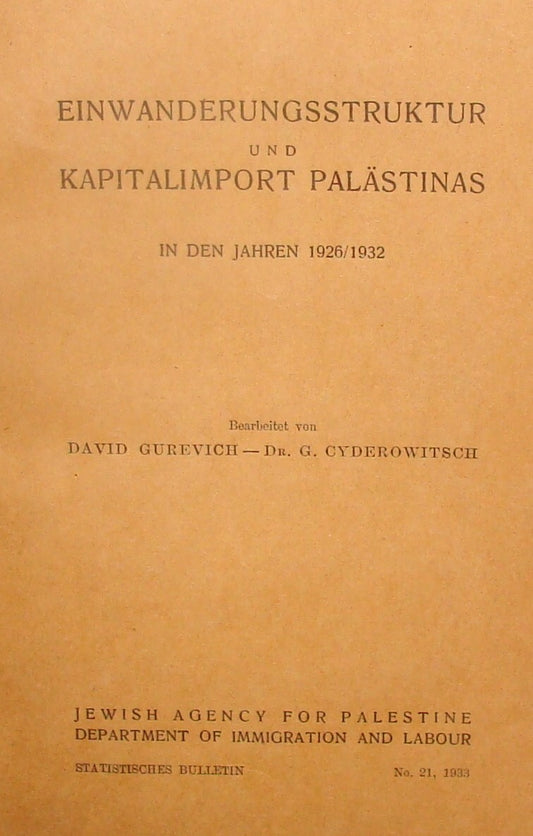 EINWANDERUNGSSTRUKTUR
UND
KAPITALIMPORT PALÄSTINAS
IN DEN JAHREN 1926/1932
Bearbeitet von
DAVID GUREVICH — DR. G. CYDEROWITSCH
JEWISH AGENCY FOR PALESTINE
DEPARTMENT OF IMMIGRATION AND LABOUR
STATISTISCHES BULLETIN No. 21, 1933